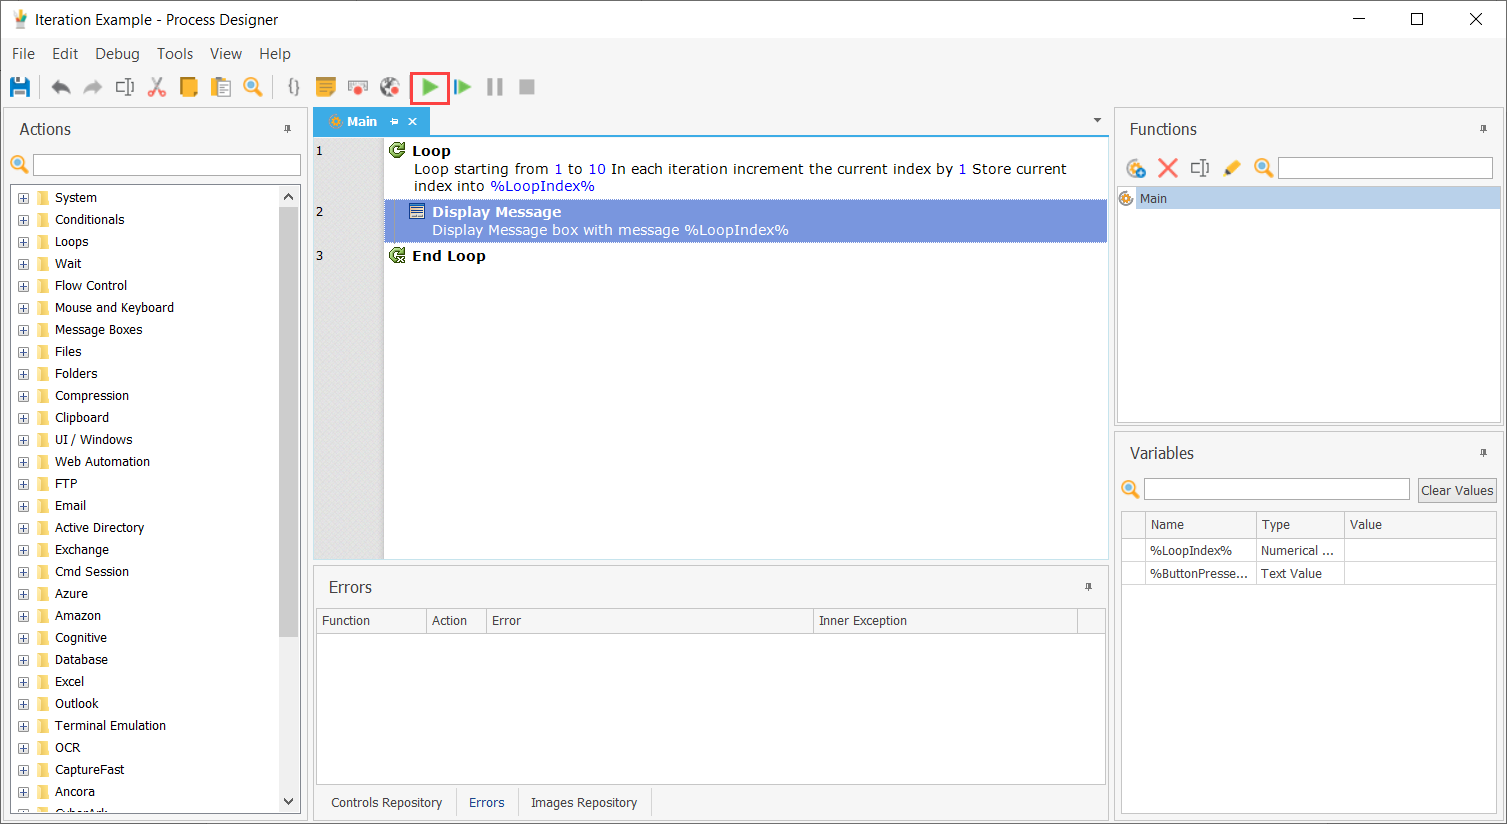 Iteration Example - Process Designer
File Edit Debug Tools View Help
{}
Actions
System
Conditionals
Loops
Wait
Flow Control
Mouse and Keyboard
Message Boxes
Files
Folders
Compression
Clipboard
UI / Windows
Web Automation
FTP
Email
Active Directory
Exchange
Cmd Session
Azure
Amazon
Cognitive
Database
Excel
Outlook
Terminal Emulation
OCR
CaptureFast
Ancora
Main
1 Loop
Loop starting from 1 to 10 In each iteration increment the current index by 1 Store current
index into %LoopIndex%
2 Display Message
Display Message box with message %LoopIndex%
3 End Loop
Errors
Function Action Error Inner Exception
Controls Repository Errors Images Repository
Functions
Main
Variables
Clear Values
Name Type Value
%LoopIndex% Numerical ...
%ButtonPresse... Text Value